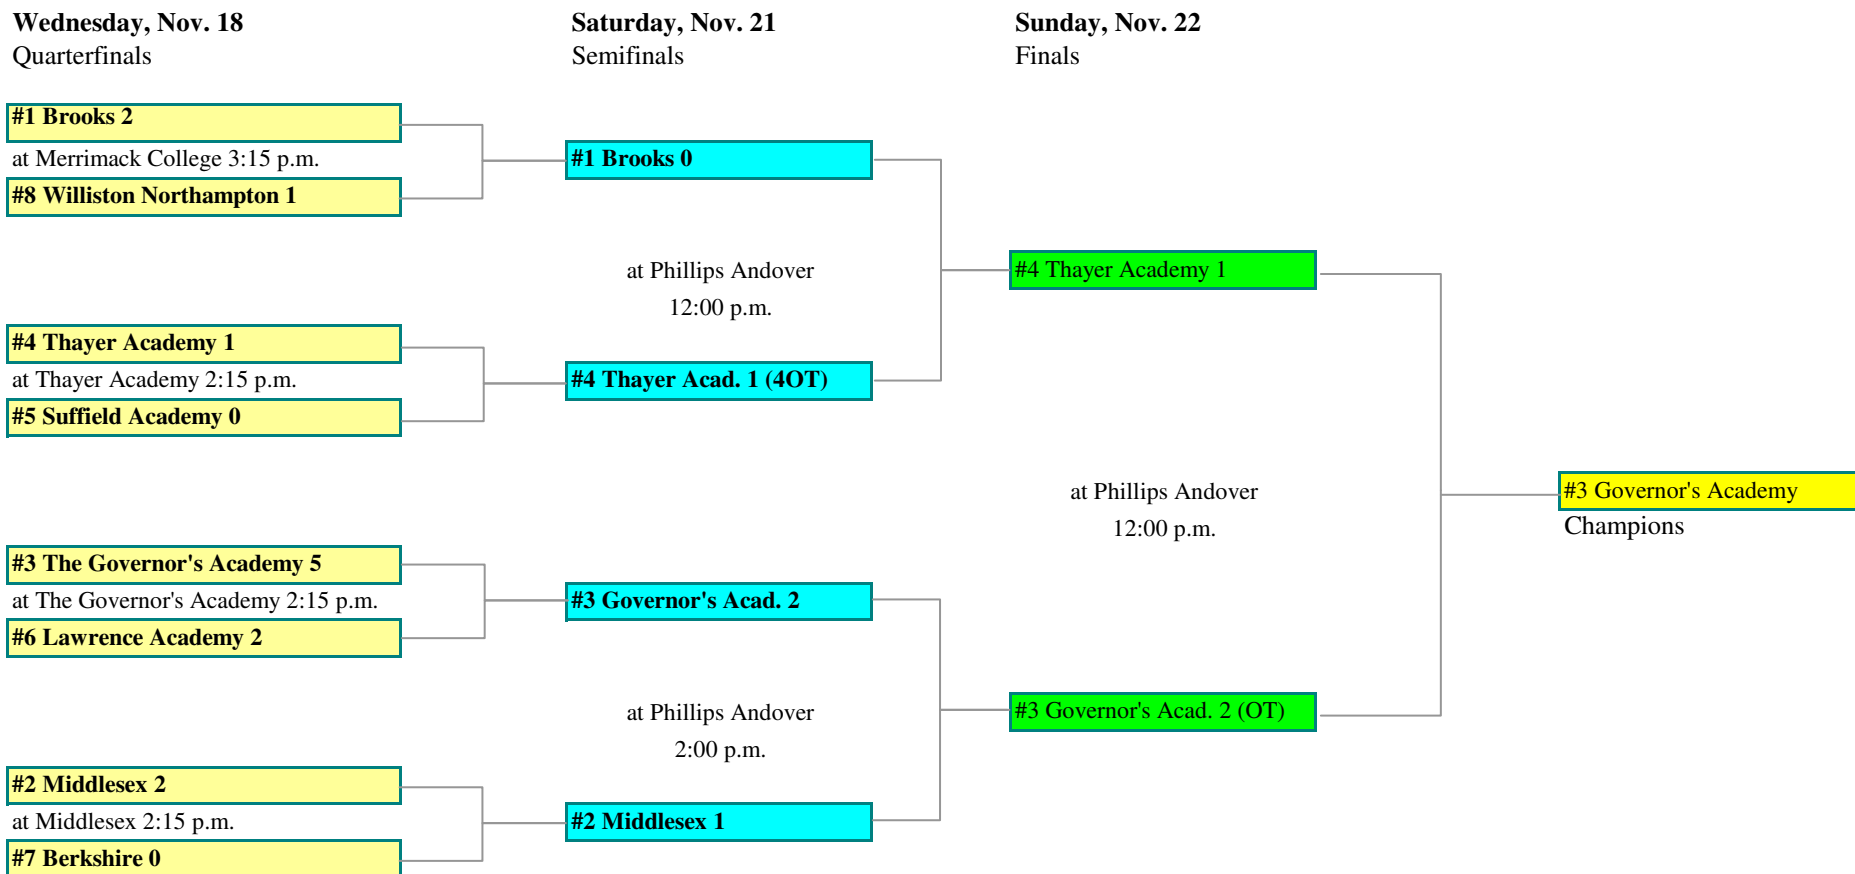 Wednesday, Nov. 18
Quarterfinals
Saturday, Nov. 21
Semifinals
Sunday, Nov. 22
Finals
#1 Brooks 2
at Merrimack College 3:15 p.m.
#8 Williston Northampton 1
#1 Brooks 0
at Phillips Andover
12:00 p.m.
#4 Thayer Academy 1
#4 Thayer Academy 1
at Thayer Academy 2:15 p.m.
#5 Suffield Academy 0
#4 Thayer Acad. 1 (4OT)
at Phillips Andover
12:00 p.m.
#3 Governor's Academy
Champions
#3 The Governor's Academy 5
at The Governor's Academy 2:15 p.m.
#6 Lawrence Academy 2
#3 Governor's Acad. 2
at Phillips Andover
2:00 p.m.
#3 Governor's Acad. 2 (OT)
#2 Middlesex 2
at Middlesex 2:15 p.m.
#7 Berkshire 0
#2 Middlesex 1